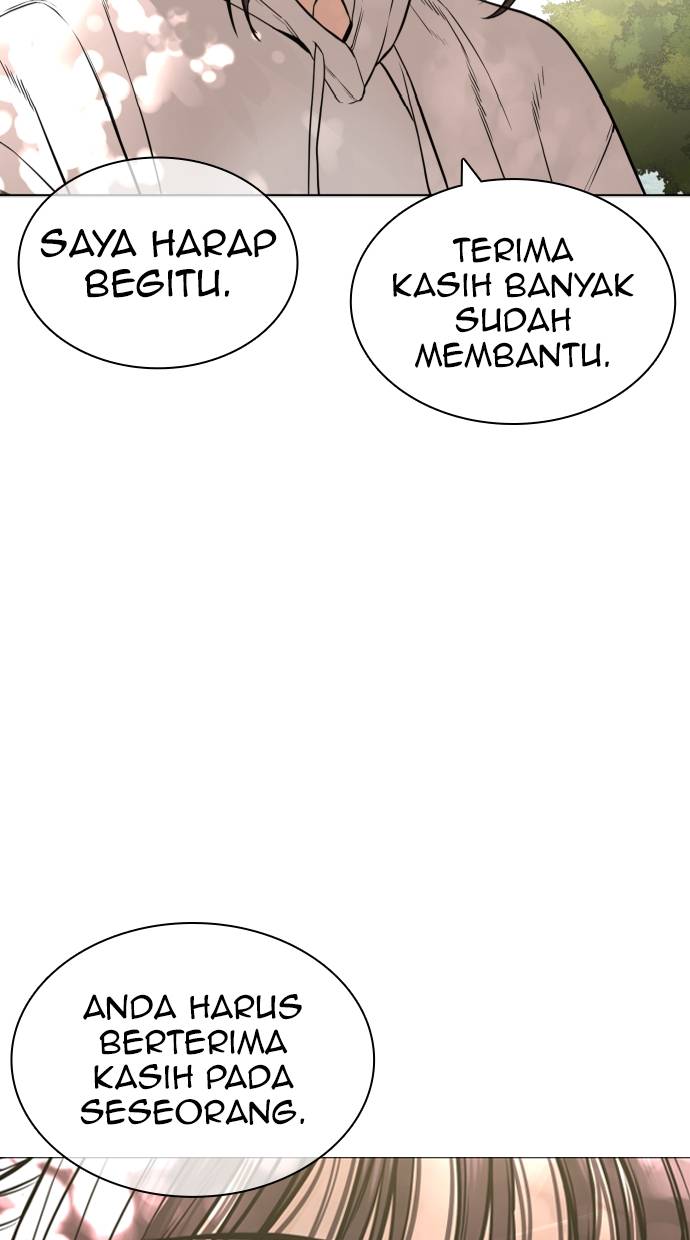 SAYA HARAP
BEGITU.
TERIMA
KASIH BANYAK
SUDAH
MEMBANTU.
ANDA HARUS
BERTERIMA
KASIH PADA
SESEORANG.